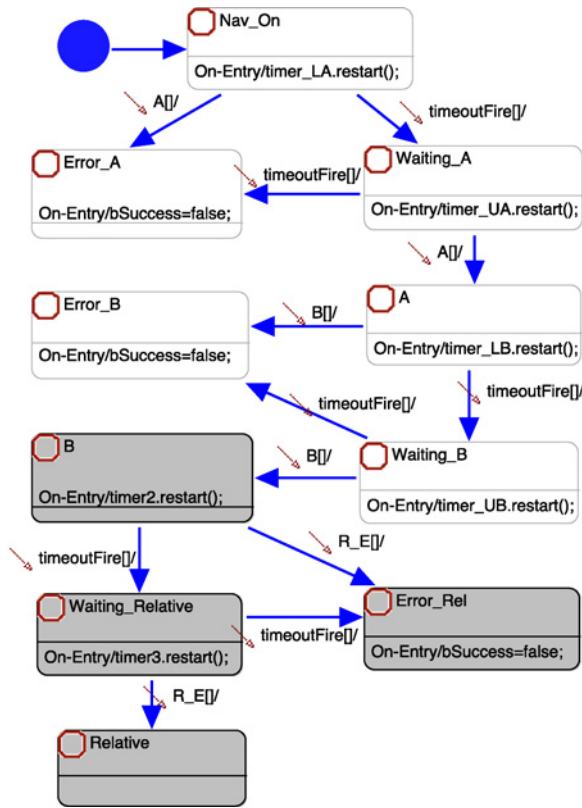 Nav_On
On-Entry/timer_LA.restart();
A[]/
timeoutFire[]/
Error_A
On-Entry/bSuccess=false;
timeoutFire[]/
Waiting_A
On-Entry/timer_UA.restart();
A[]/
Error_B
On-Entry/bSuccess=false;
B[]/
A
On-Entry/timer_LB.restart();
timeoutFire[]/
timeoutFire[]/
B
On-Entry/timer2.restart();
B[]/
Waiting_B
On-Entry/timer_UB.restart();
timeoutFire[]/
R_E[]/
Waiting_Relative
On-Entry/timer3.restart();
timeoutFire[]/
Error_Rel
On-Entry/bSuccess=false;
R_E[]/
Relative